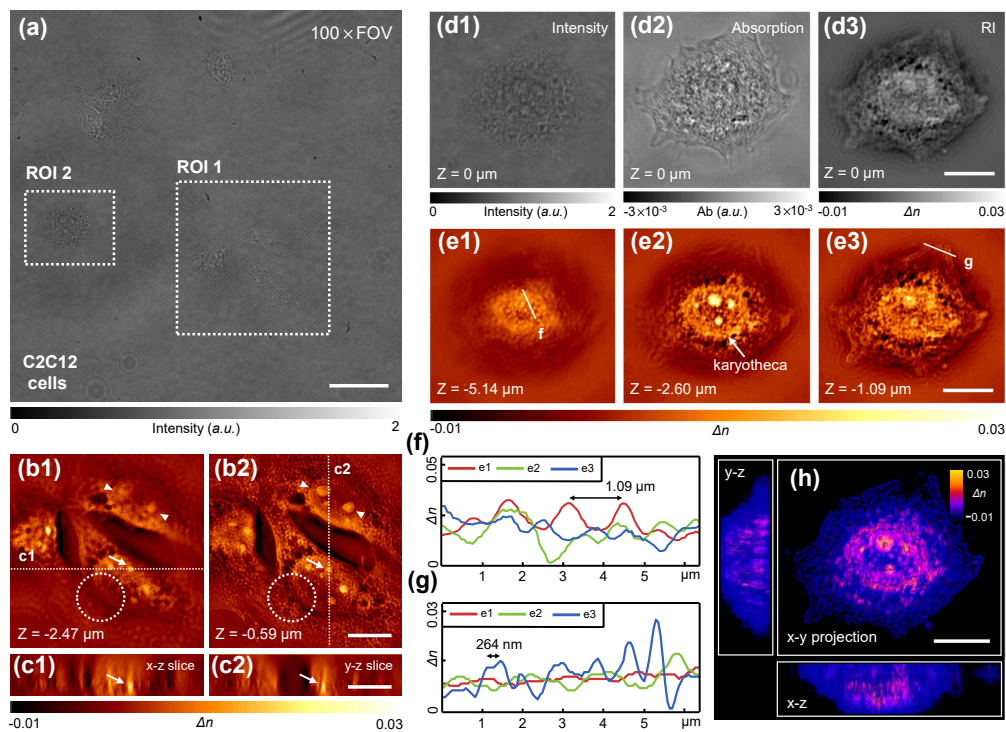 (a)
100 × FOV
ROI 2
ROI 1
C2C12
cells
0
Intensity (a.u.)
2
(d1)
Intensity
Z = 0 μm
(d2)
Absorption
Z = 0 μm
(d3)
RI
Z = 0 μm
0
Intensity (a.u.)
2
-3×10⁻³
Ab (a.u.)
3×10⁻³
-0.01
Δn
0.03
(e1)
f
Z = -5.14 μm
(e2)
karyotheca
Z = -2.60 μm
(e3)
g
Z = -1.09 μm
-0.01
Δn
0.03
(b1)
c1
Z = -2.47 μm
(b2)
c2
Z = -0.59 μm
(c1)
x-z slice
(c2)
y-z slice
-0.01
Δn
0.03
(f)
0.05
Δn
0
e1
e2
e3
1.09 μm
1
2
3
4
5
μm
(g)
0.03
Δn
0
e1
e2
e3
264 nm
1
2
3
4
5
μm
y-z
(h)
0.03
Δn
-0.01
x-y projection
x-z